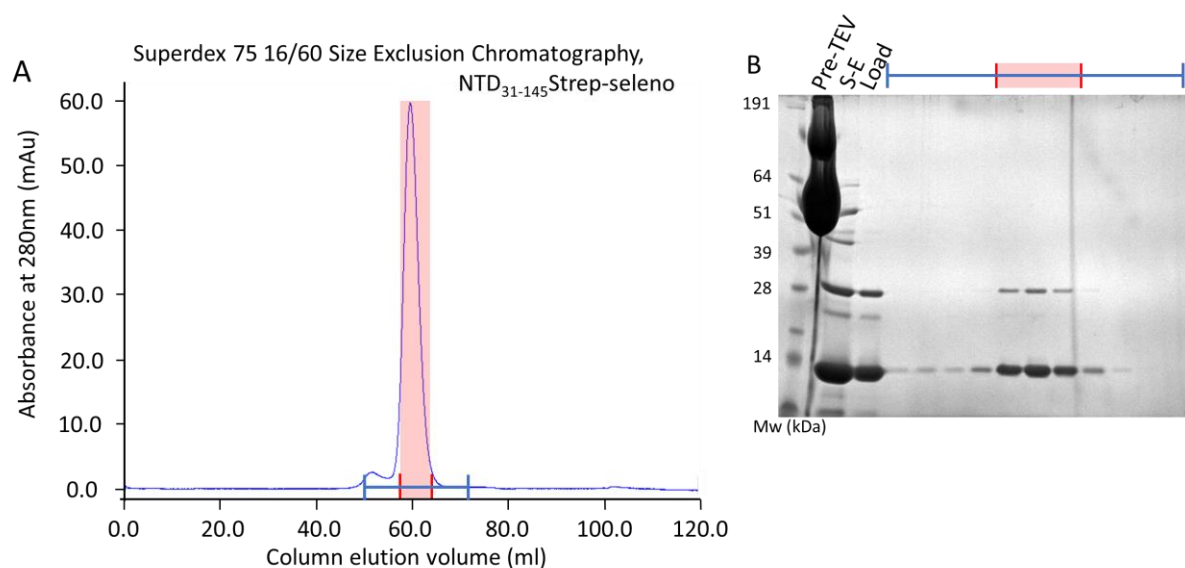 Superdex 75 16/60 Size Exclusion Chromatography,
NTD31-145Strep-seleno
A
60.0
50.0
40.0
30.0
20.0
10.0
0.0
Absorbance at 280nm (mAu)
0.0 20.0 40.0 60.0 80.0 100.0 120.0
Column elution volume (ml)
B
Pre-TEV
S-E
Load
191
64
51
39
28
14
Mw (kDa)